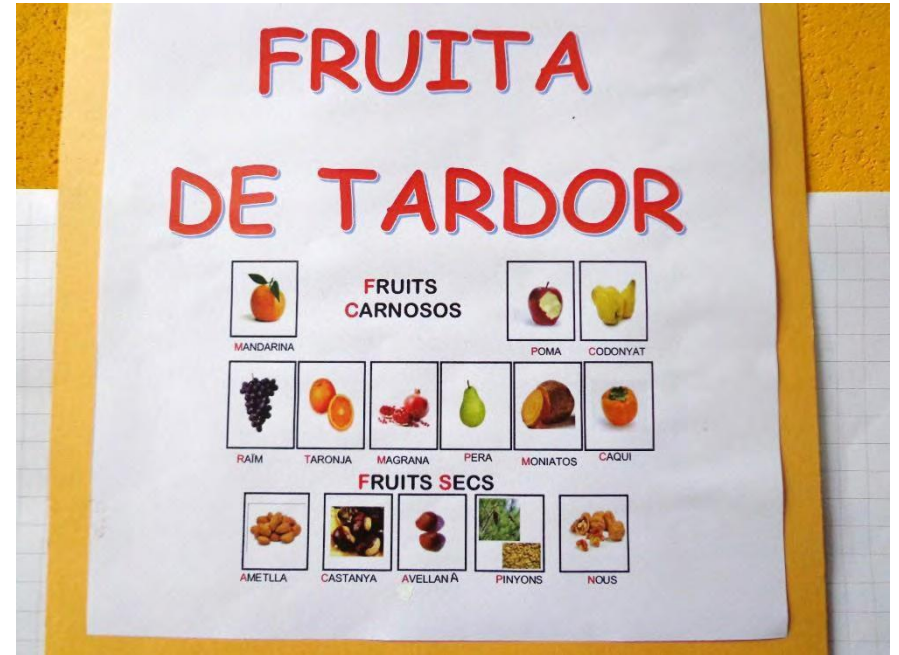 FRUITA
DE TARDOR
FRUITS
CARNOSOS
MANDARINA
POMA
CODONYAT
RAÏM
TARONJA
MAGRANA
PERA
MONIATOS
CAQUI
FRUITS SECS
AMETLLA
CASTANYA
AVELLANA
PINYONS
NOUS